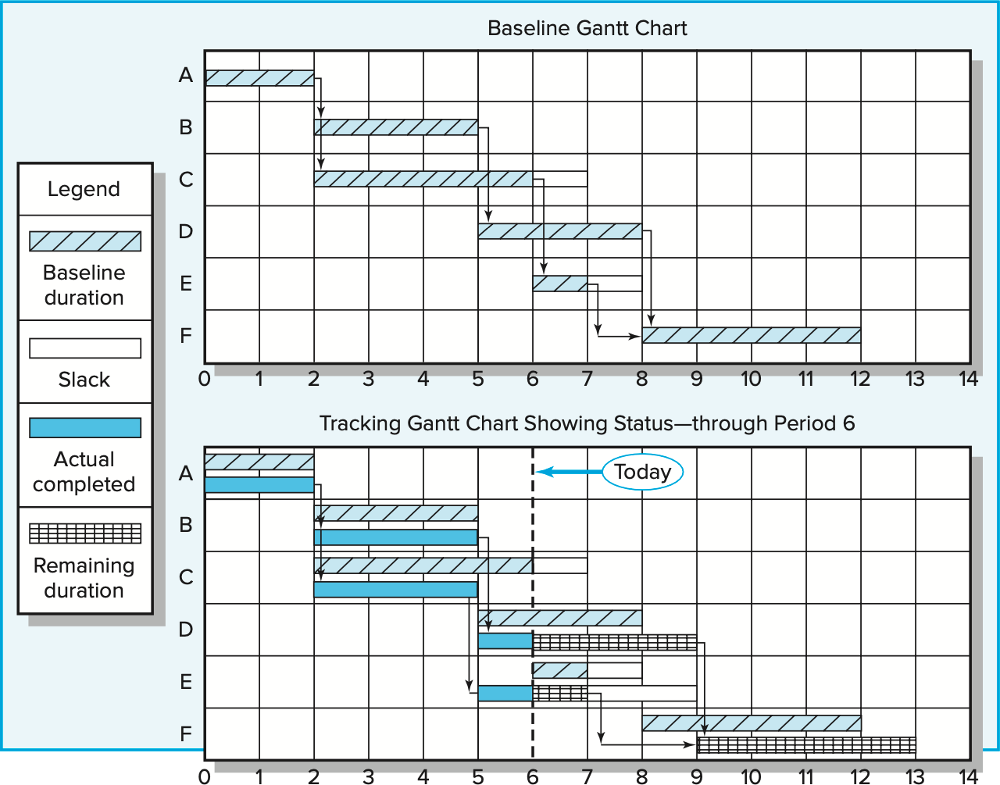 Baseline Gantt Chart
A
B
C
D
E
F
0 1 2 3 4 5 6 7 8 9 10 11 12 13 14
Legend
Baseline
duration
Slack
Actual
completed
Remaining
duration
Tracking Gantt Chart Showing Status—through Period 6
Today
A
B
C
D
E
F
0 1 2 3 4 5 6 7 8 9 10 11 12 13 14